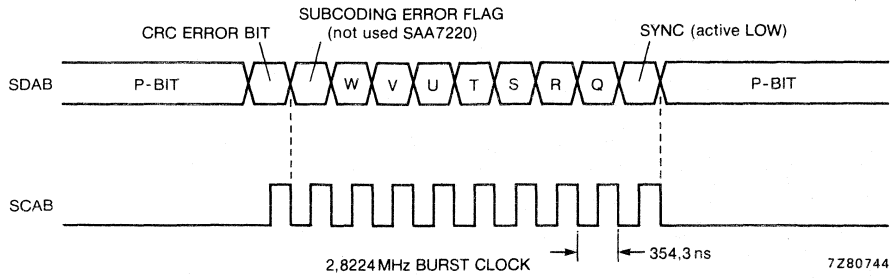 SUBCODING ERROR FLAG
(not used SAA7220)
CRC ERROR BIT
SYNC (active LOW)
SDAB P-BIT W V U T S R Q P-BIT
SCAB
2,8224 MHz BURST CLOCK 354,3 ns 7Z80744